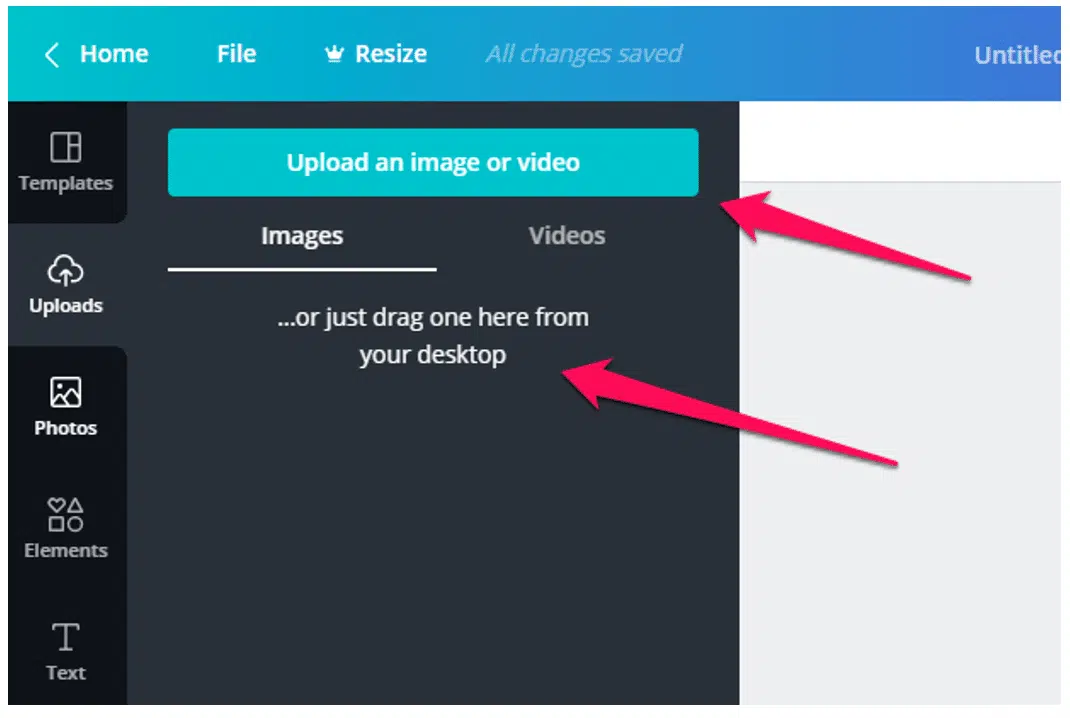 Home File Resize All changes saved Untitled
Templates
Upload an image or video
Images Videos
Uploads
...or just drag one here from
your desktop
Photos
Elements
Text